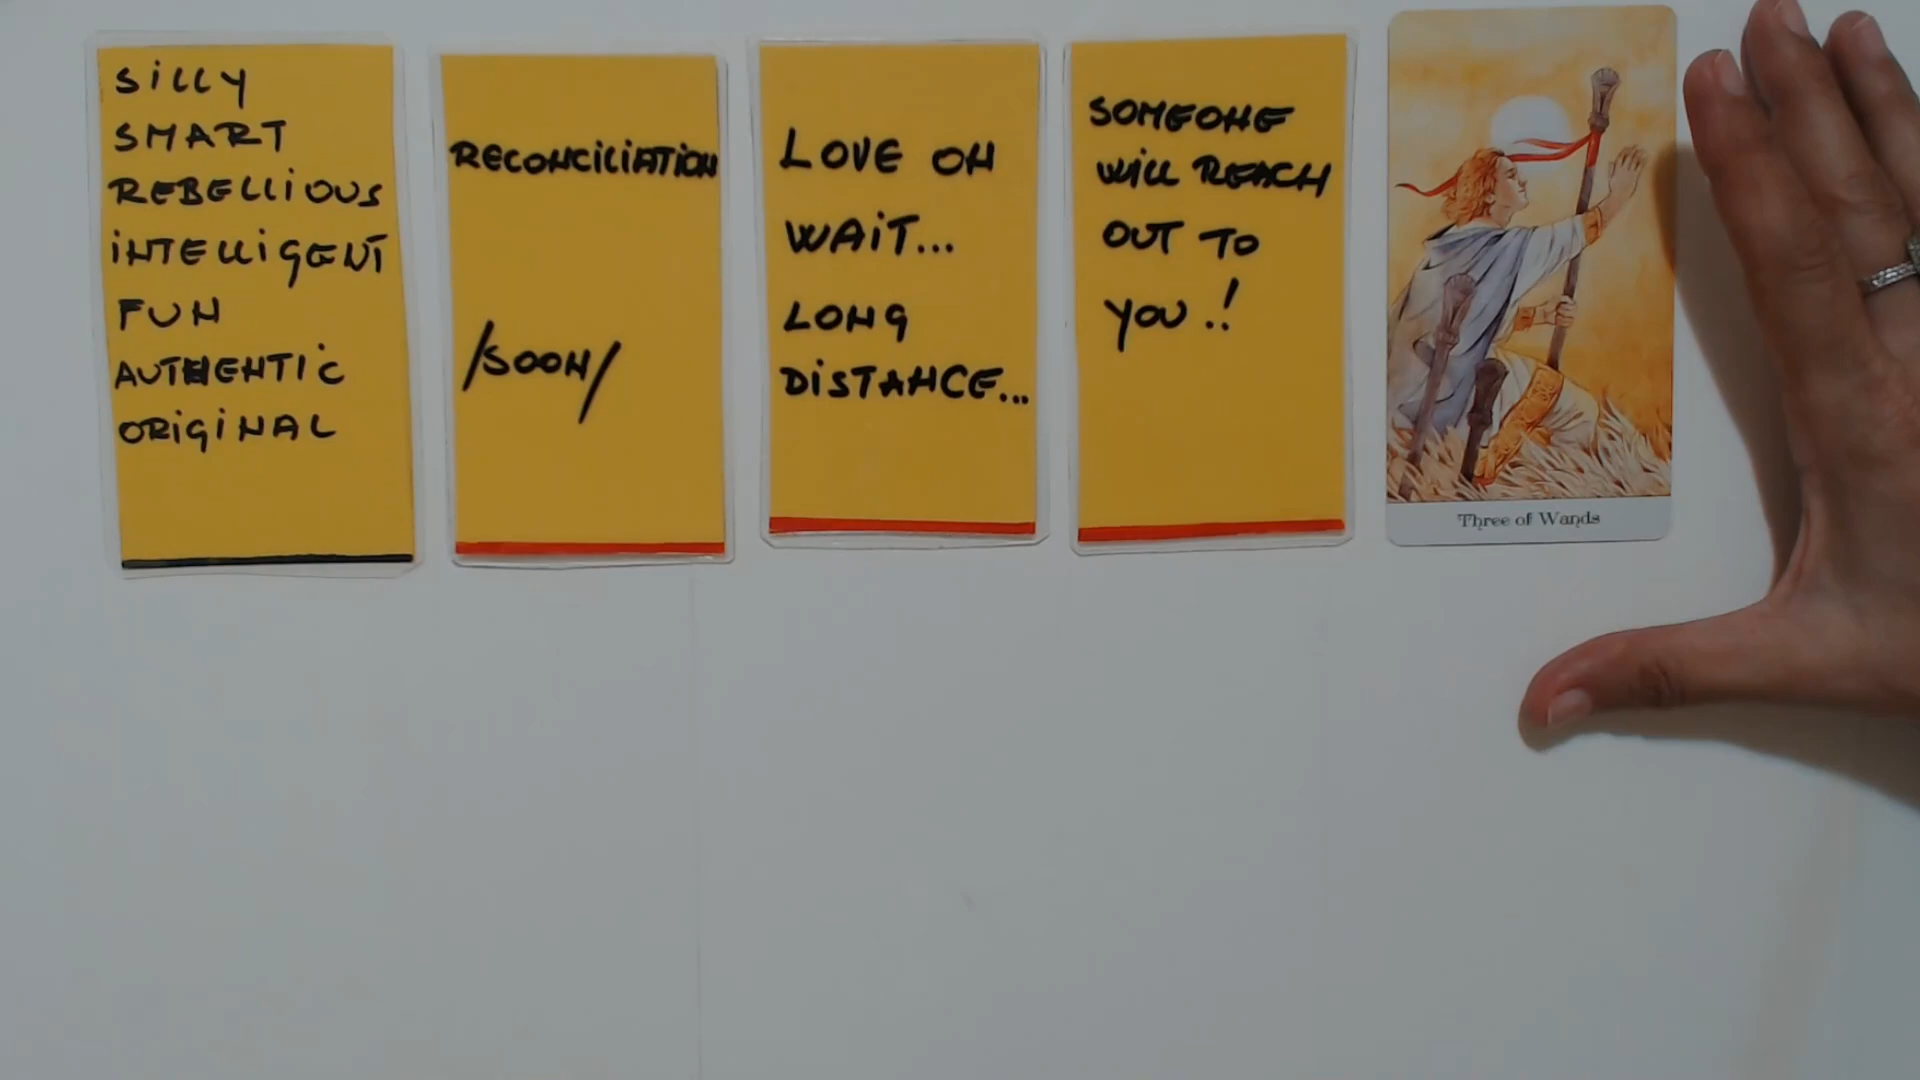 SILLY
SMART
REBELLIOUS
INTELLIGENT
FUN
AUTHENTIC
ORIGINAL
RECONCILIATION
/SOON/
LOVE ON
WAIT...
LONG
DISTANCE...
SOMEONE
WILL REACH
OUT TO
YOU!
Three of Wands